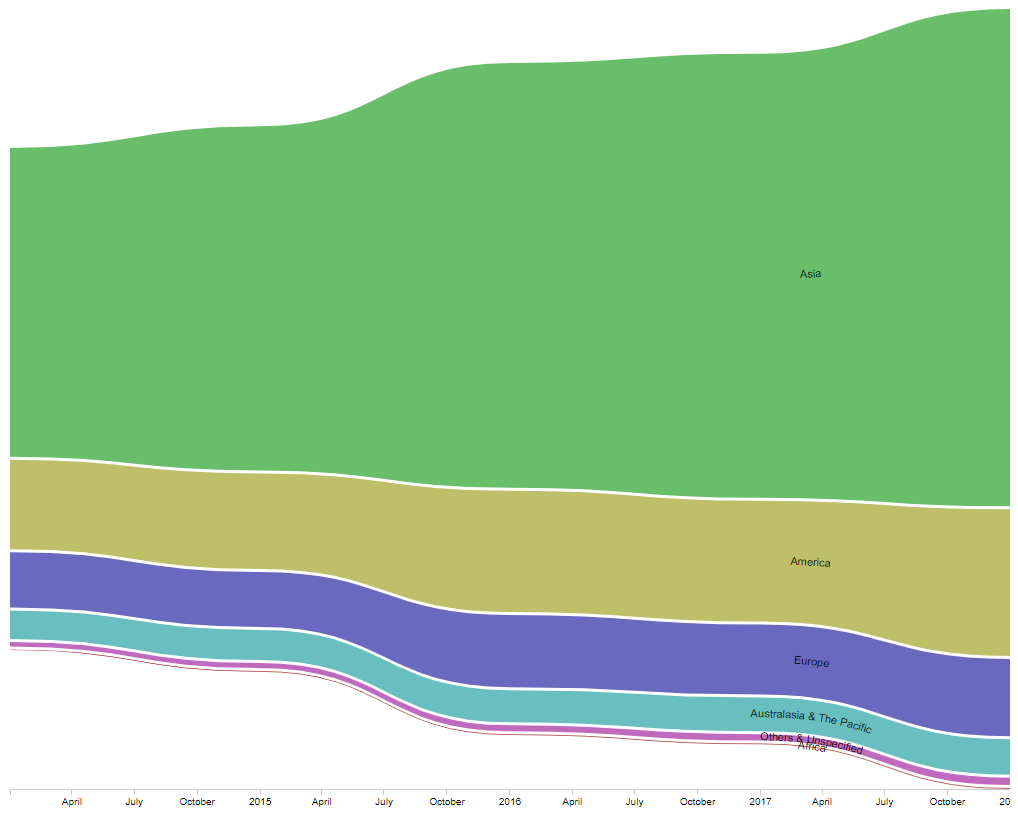 Asia
America
Europe
Australasia & The Pacific
Others & Unspecified
Africa
April July October 2015 April July October 2016 April July October 2017 April July October 20